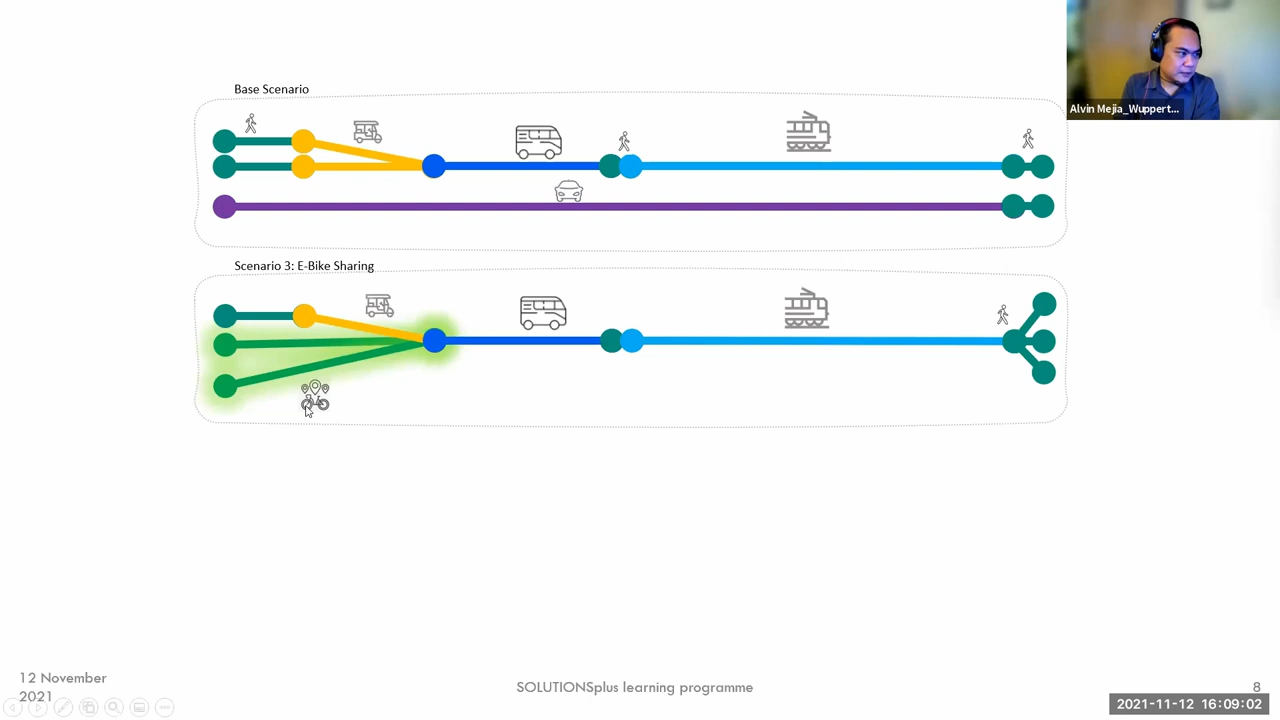 Base Scenario
Alvin Mejia_Wuppert...
Scenario 3: E-Bike Sharing
12 November
2021
SOLUTIONSplus learning programme
8
2021-11-12 16:09:02